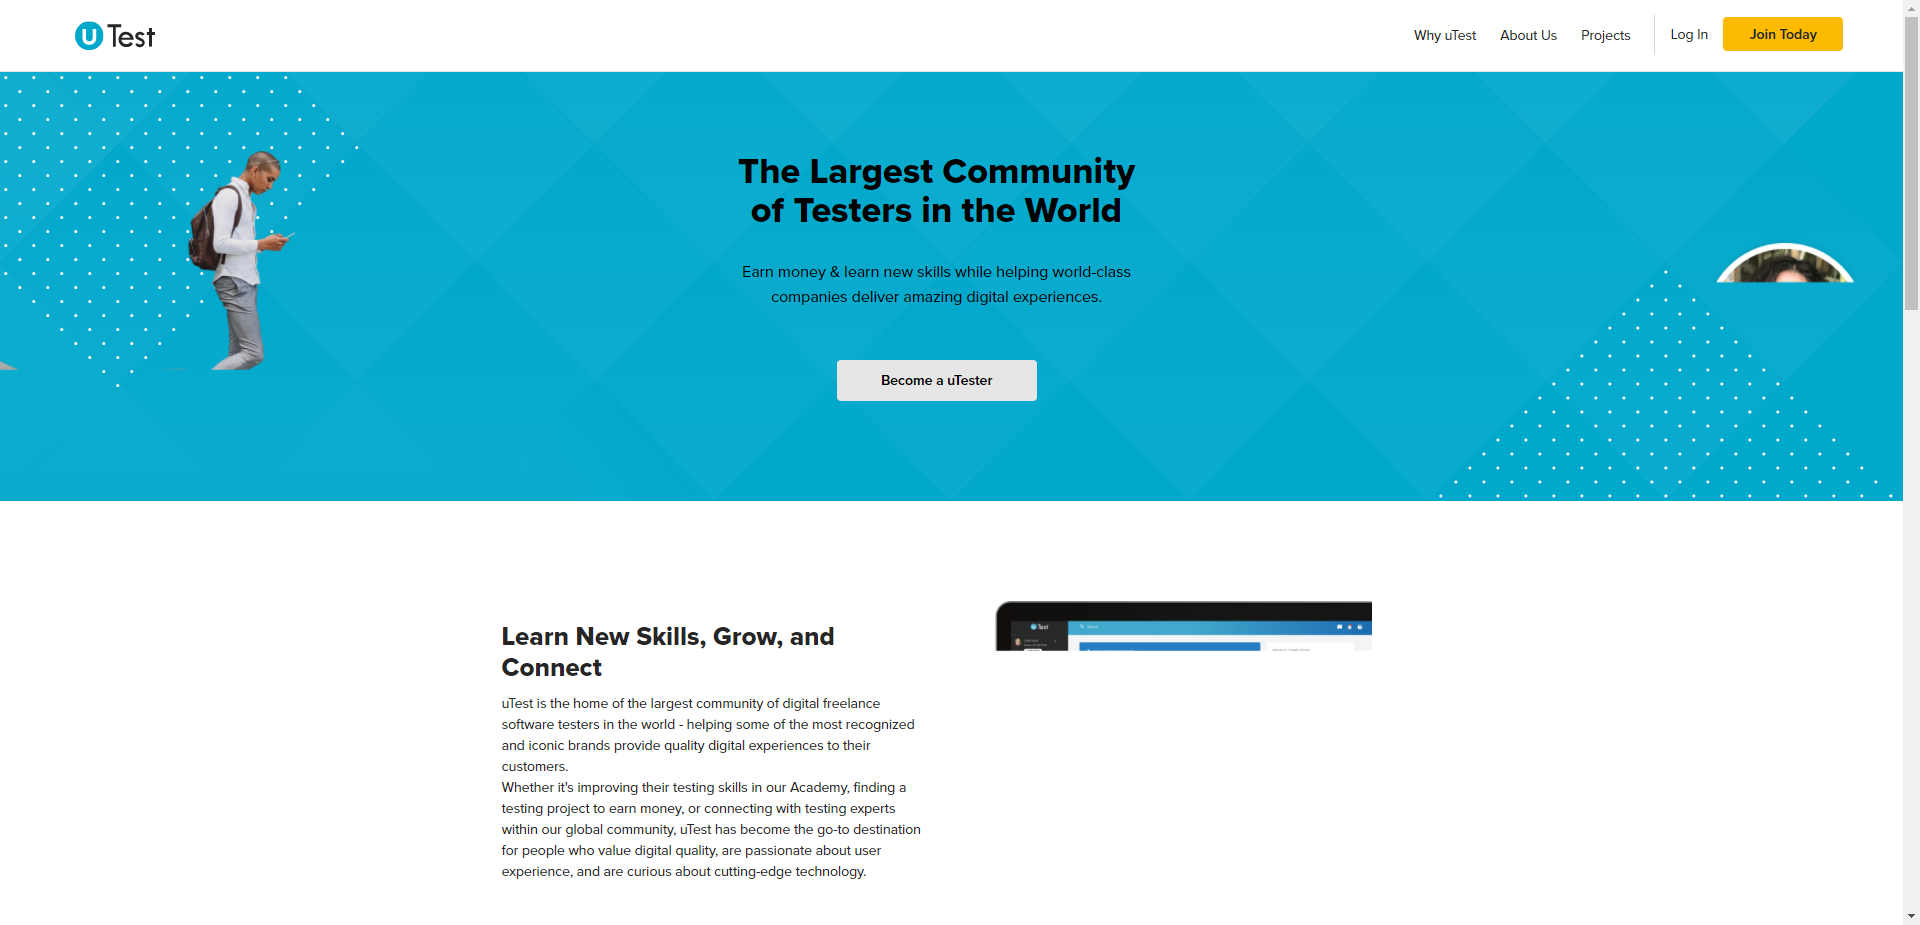 uTest
Why uTest
About Us
Projects
Log In
Join Today
The Largest Community
of Testers in the World
Earn money & learn new skills while helping world-class
companies deliver amazing digital experiences.
Become a uTester
Learn New Skills, Grow, and
Connect
uTest is the home of the largest community of digital freelance
software testers in the world - helping some of the most recognized
and iconic brands provide quality digital experiences to their
customers.
Whether it's improving their testing skills in our Academy, finding a
testing project to earn money, or connecting with testing experts
within our global community, uTest has become the go-to destination
for people who value digital quality, are passionate about user
experience, and are curious about cutting-edge technology.
uTest
Search